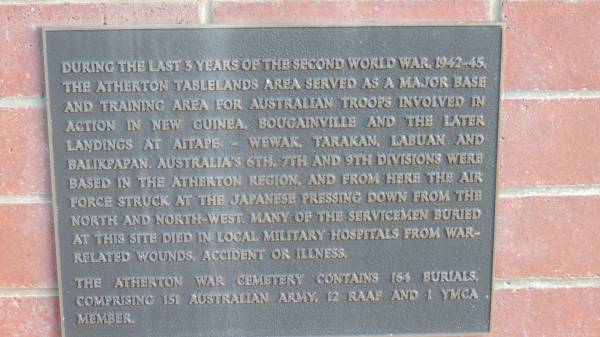 DURING THE LAST 3 YEARS OF THE SECOND WORLD WAR, 1942-45,
THE ATHERTON TABLELANDS AREA SERVED AS A MAJOR BASE
AND TRAINING AREA FOR AUSTRALIAN TROOPS INVOLVED IN
ACTION IN NEW GUINEA, BOUGAINVILLE AND THE LATER
LANDINGS AT AITAPE - WEWAK, TARAKAN, LABUAN AND
BALIKPAPAN. AUSTRALIA'S 6TH, 7TH AND 9TH DIVISIONS WERE
BASED IN THE ATHERTON REGION, AND FROM HERE THE AIR
FORCE STRUCK AT THE JAPANESE PRESSING DOWN FROM THE
NORTH AND NORTH-WEST. MANY OF THE SERVICEMEN BURIED
AT THIS SITE DIED IN LOCAL MILITARY HOSPITALS FROM WAR-
RELATED WOUNDS, ACCIDENT OR ILLNESS.
THE ATHERTON WAR CEMETERY CONTAINS 164 BURIALS,
COMPRISING 151 AUSTRALIAN ARMY, 12 RAAF AND 1 YMCA
MEMBER.